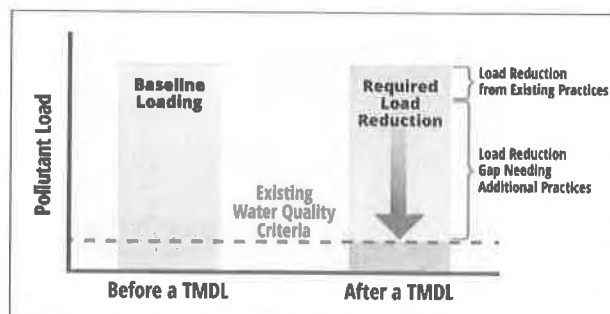 Pollutant Load
Baseline
Loading
Existing
Water Quality
Criteria
Required
Load
Reduction
Load Reduction
from Existing Practices
Load Reduction
Gap Needing
Additional Practices
Before a TMDL
After a TMDL